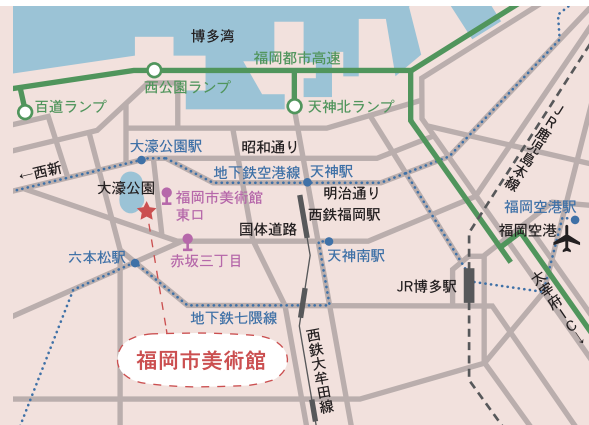 博多湾
福岡都市高速
西公園ランプ
百道ランプ
天神北ランプ
JR鹿児島本線
大濠公園駅
昭和通り
←西新
地下鉄空港線
天神駅
大濠公園
明治通り
福岡市美術館
東口
西鉄福岡駅
福岡空港駅
国体道路
福岡空港
六本松駅
赤坂三丁目
天神南駅
JR博多駅
太宰府IC→
地下鉄七隈線
西鉄大牟田線
福岡市美術館